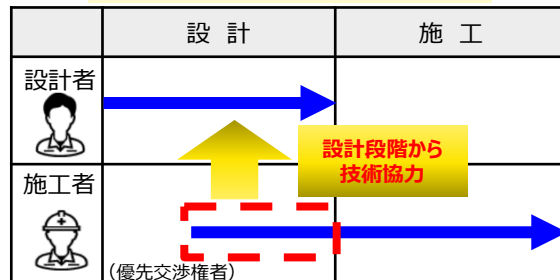 設 計
施 工
設計者
設計段階から
技術協力
施工者
(優先交渉権者)